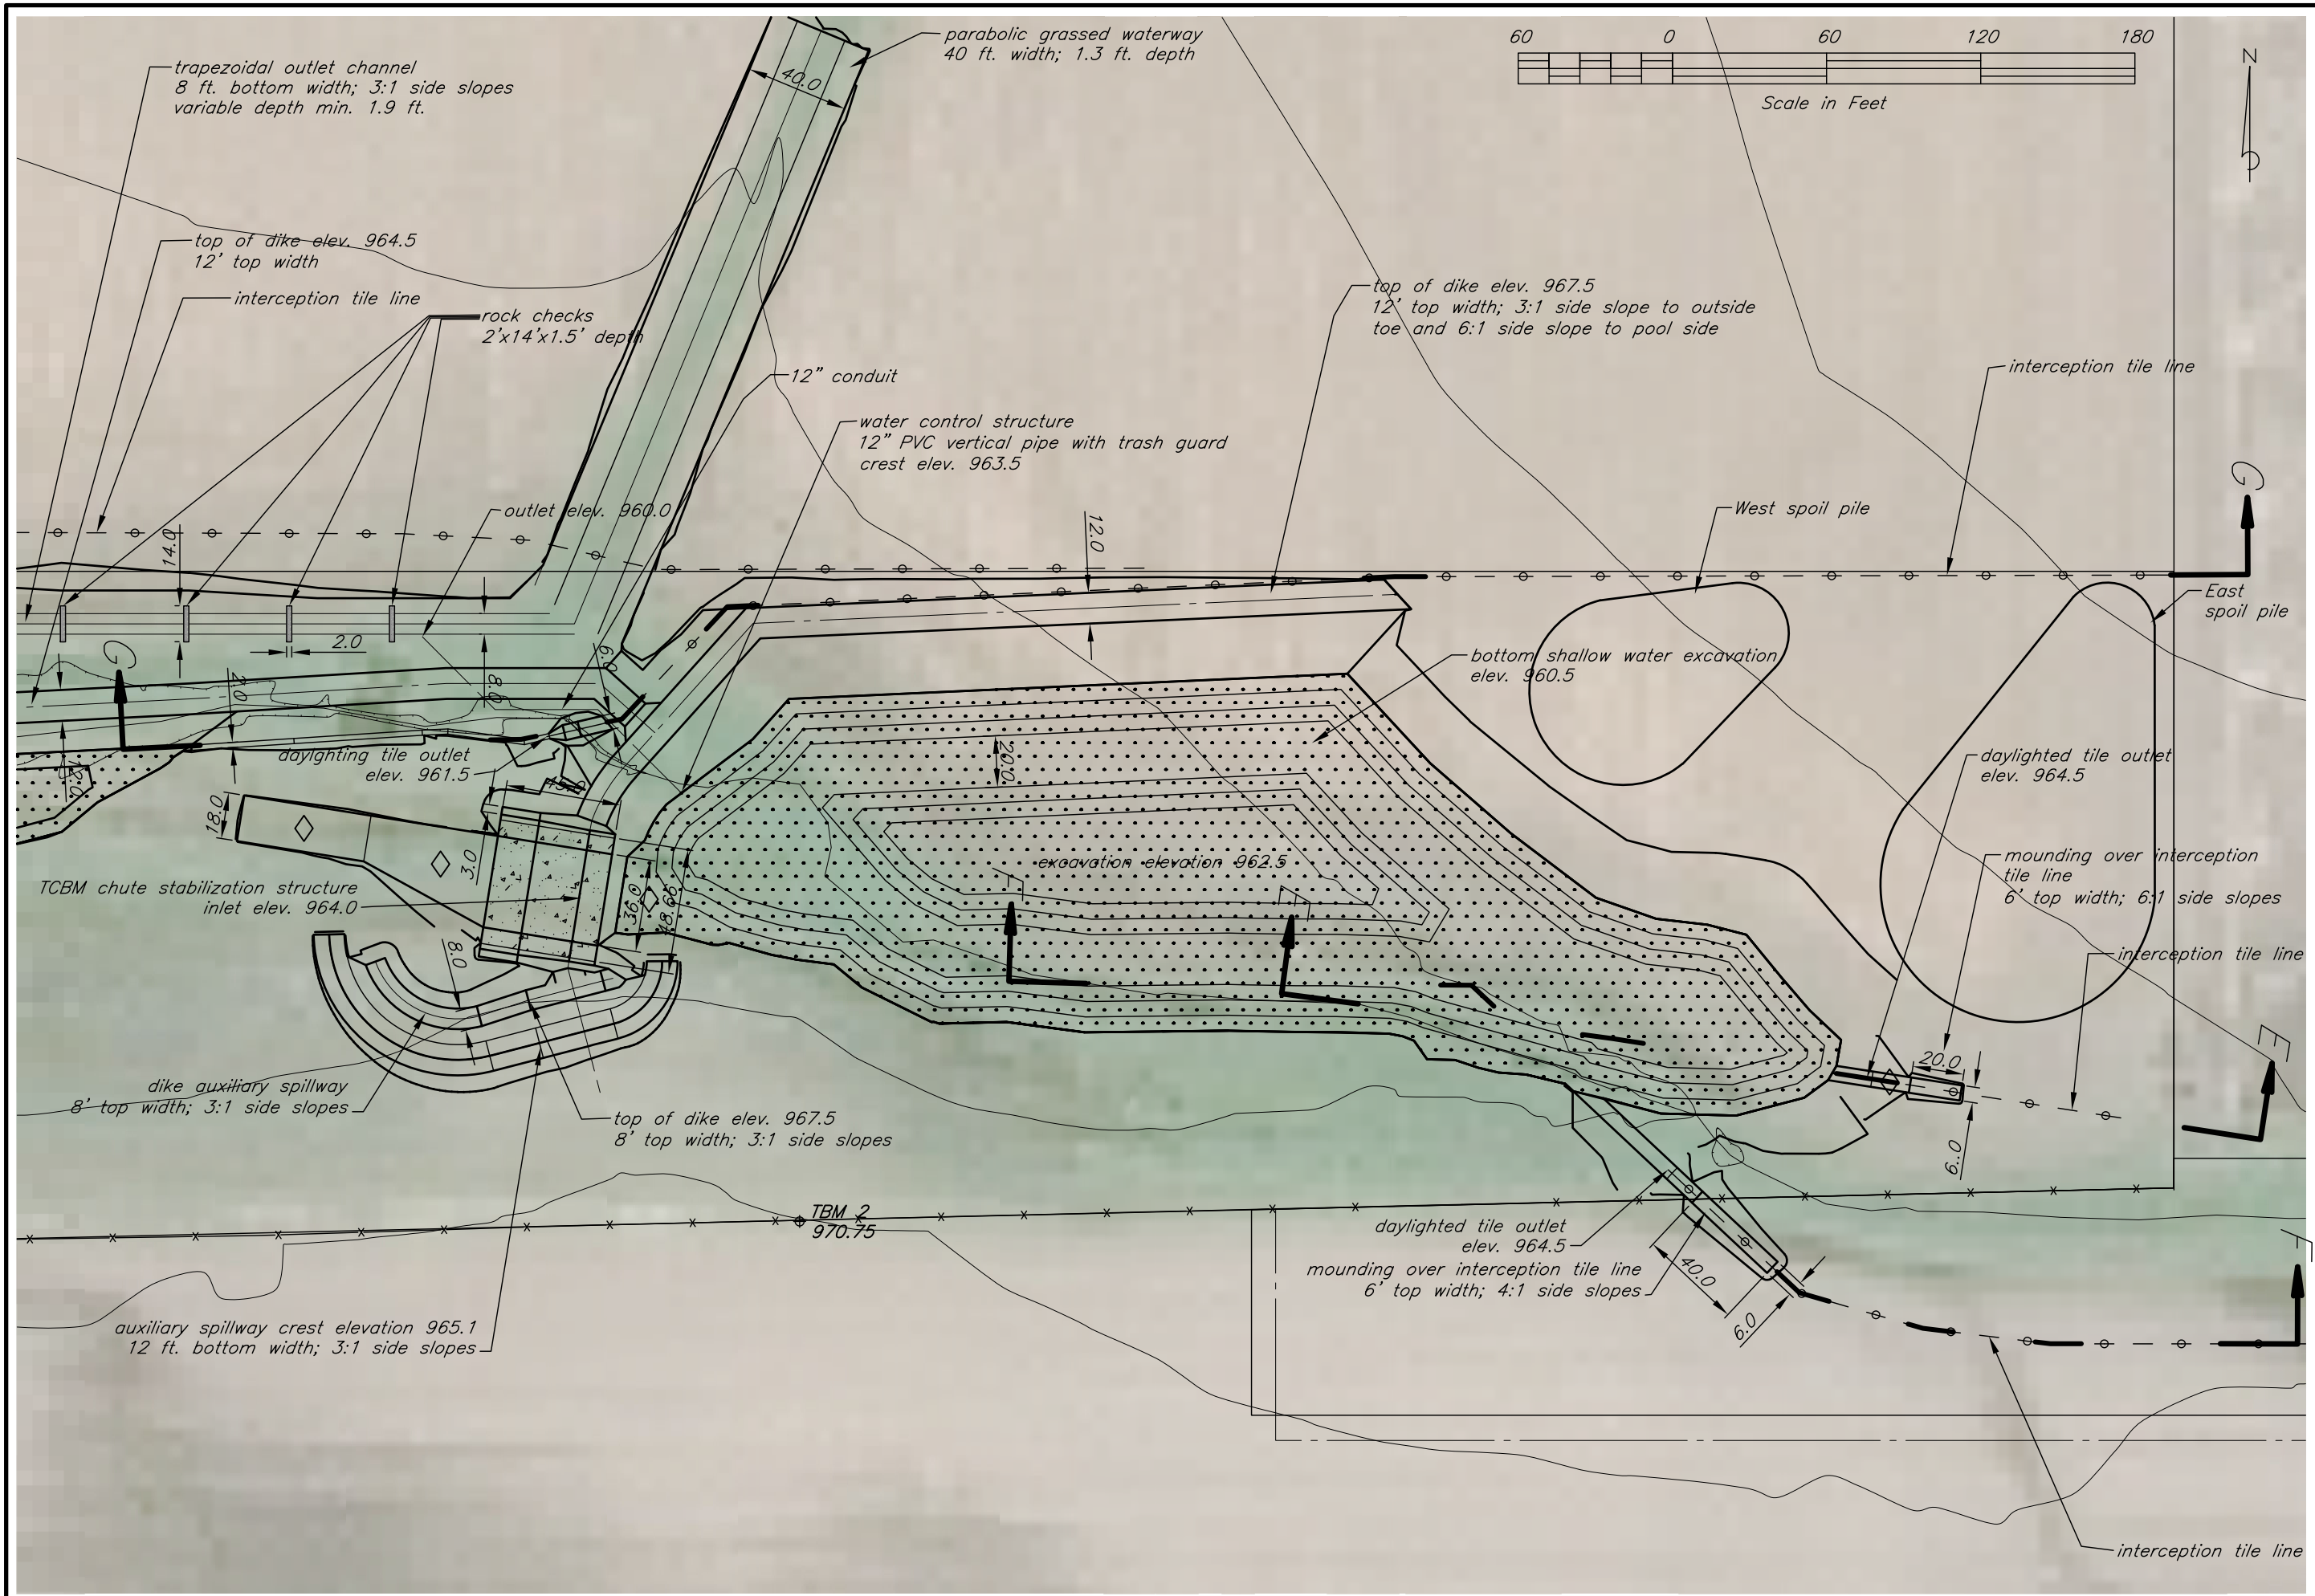 60 0 60 120 180
Scale in Feet
N
parabolic grassed waterway
40 ft. width; 1.3 ft. depth
40.0
trapezoidal outlet channel
8 ft. bottom width; 3:1 side slopes
variable depth min. 1.9 ft.
top of dike elev. 964.5
12' top width
interception tile line
rock checks
2'x14'x1.5' depth
top of dike elev. 967.5
12' top width; 3:1 side slope to outside
toe and 6:1 side slope to pool side
12" conduit
interception tile line
water control structure
12" PVC vertical pipe with trash guard
crest elev. 963.5
outlet elev. 960.0
West spoil pile
G
12.0
14.0
East
spoil pile
2.0
G
6.0
8.0
2.0
bottom shallow water excavation
elev. 960.5
daylghting tile outlet
elev. 961.5
12.0
20.0
daylighted tile outlet
elev. 964.5
18.0
3.0
excavation elevation 962.5
mounding over interception
tile line
6' top width; 6:1 side slopes
TCBM chute stabilization structure
inlet elev. 964.0
36.0
8.0
interception tile line
E
20.0
6.0
dike auxiliary spillway
8' top width; 3:1 side slopes
top of dike elev. 967.5
8' top width; 3:1 side slopes
TBM 2
970.75
daylighted tile outlet
elev. 964.5
mounding over interception tile line
6' top width; 4:1 side slopes
40.0
6.0
auxiliary spillway crest elevation 965.1
12 ft. bottom width; 3:1 side slopes
interception tile line